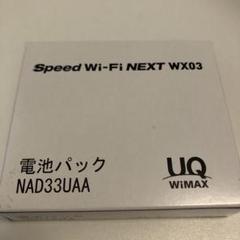 Speed Wi-Fi NEXT WX03
電池パック
NAD33UAA
UQ
WiMAX